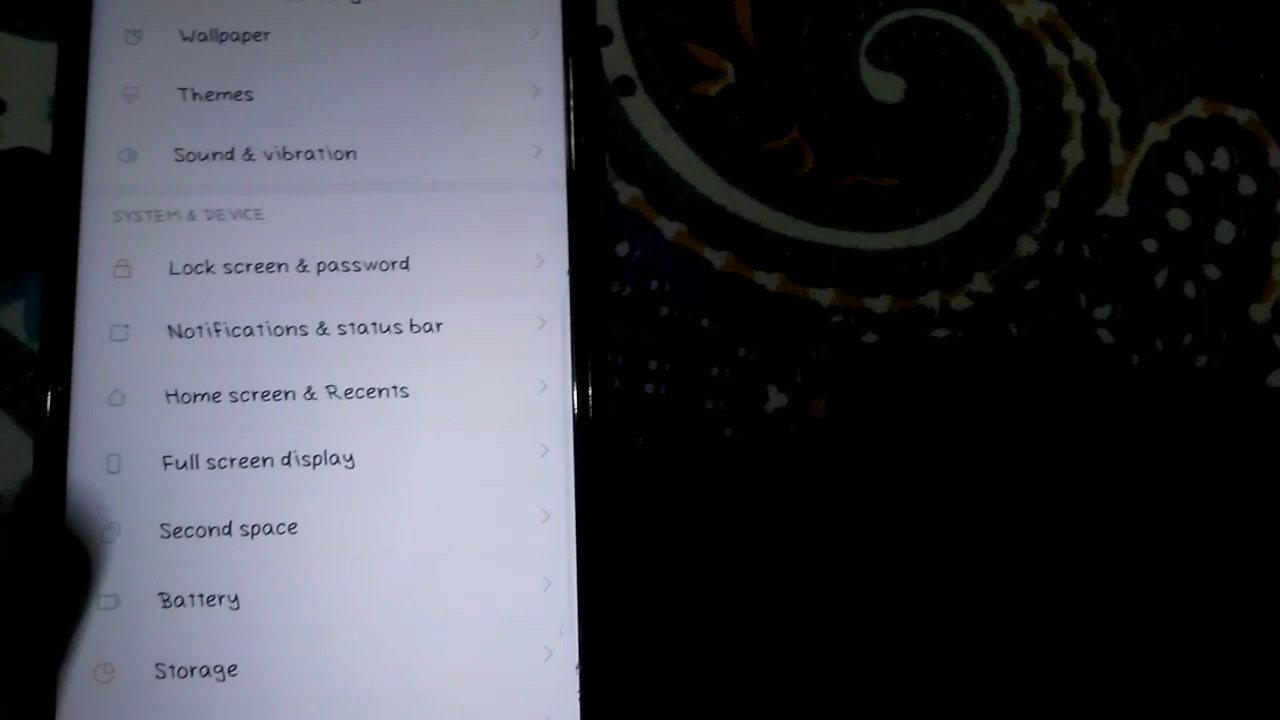 Wallpaper
Themes
Sound & vibration
SYSTEM & DEVICE
Lock screen & password
Notifications & status bar
Home screen & Recents
Full screen display
Second space
Battery
Storage